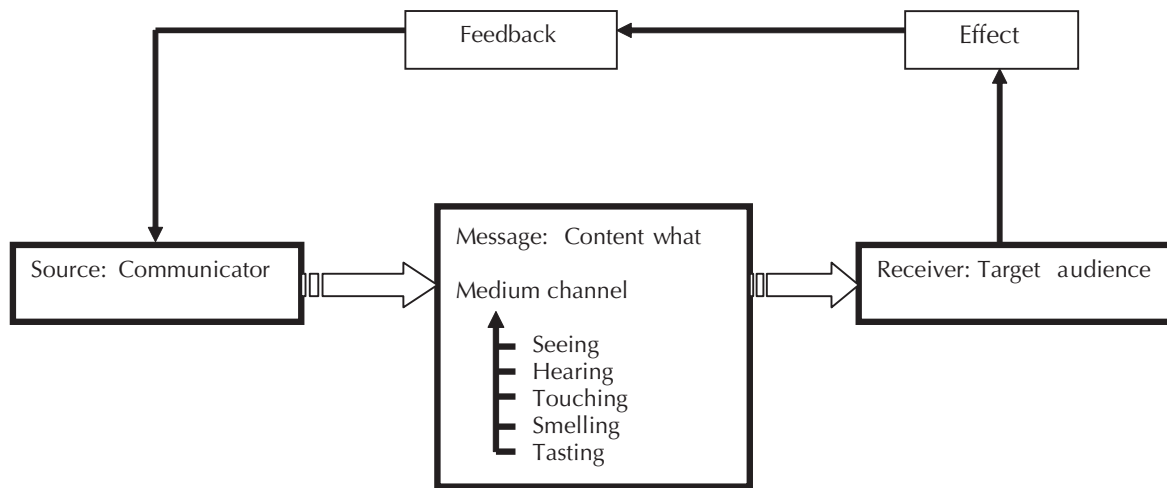 Feedback
Effect
Source: Communicator
Message: Content what
Medium channel
Seeing
Hearing
Touching
Smelling
Tasting
Receiver: Target audience